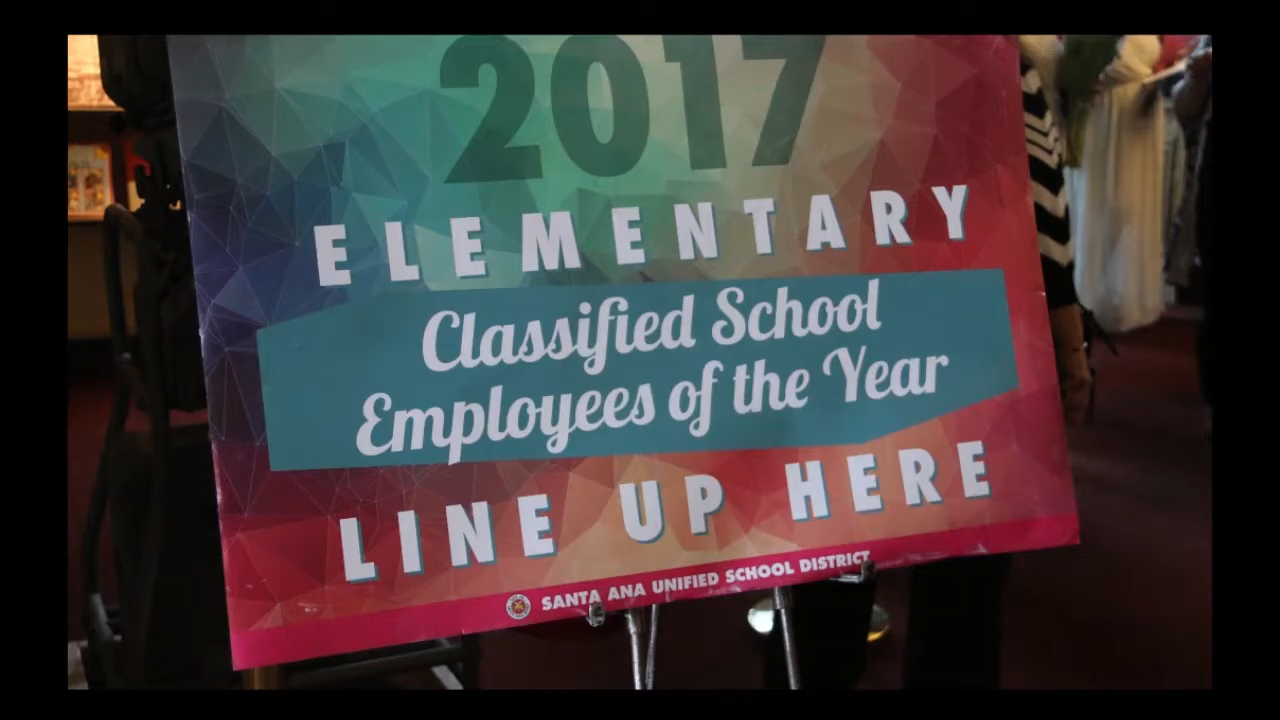 2017
ELEMENTARY
Classified School
Employees of the Year
LINE UP HERE
SANTA ANA UNIFIED SCHOOL DISTRICT